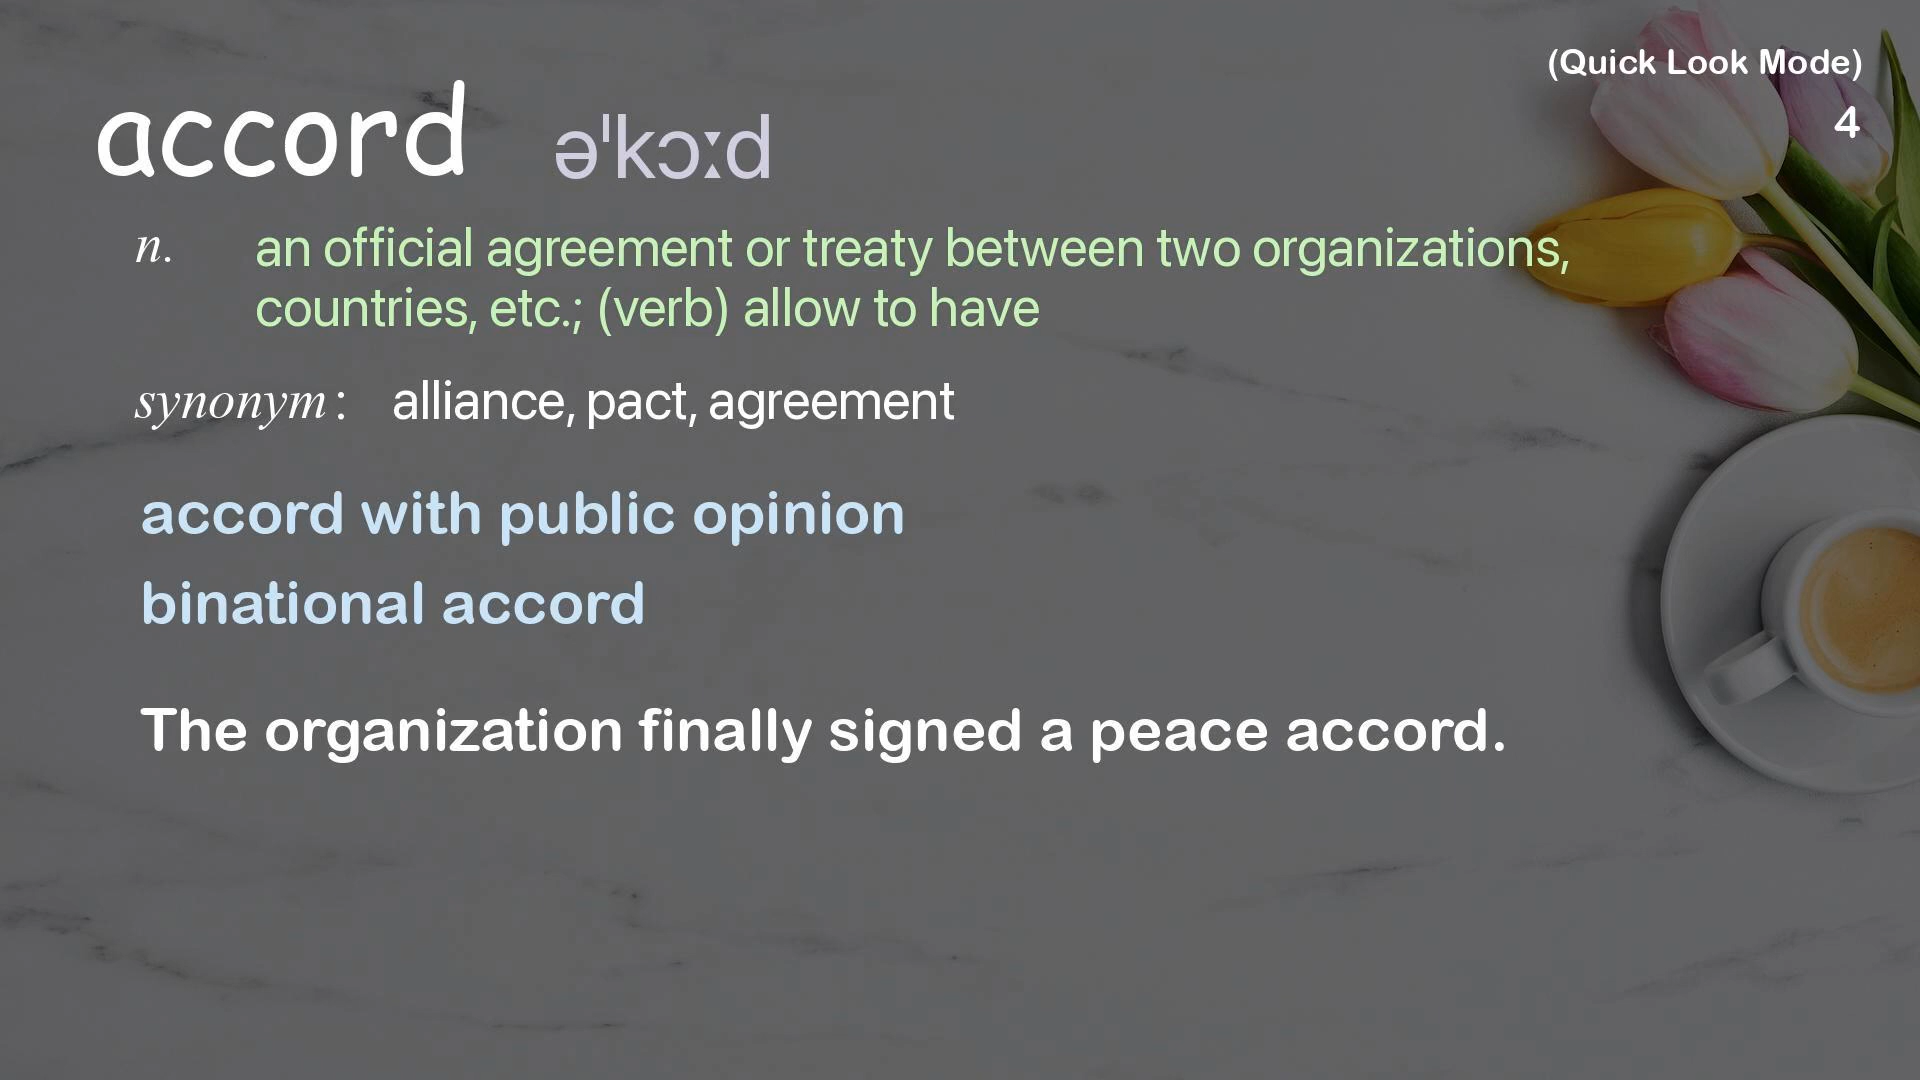 (Quick Look Mode)
4
accord əˈkɔːd
n. an official agreement or treaty between two organizations,
countries, etc.; (verb) allow to have
synonym: alliance, pact, agreement
accord with public opinion
binational accord
The organization finally signed a peace accord.